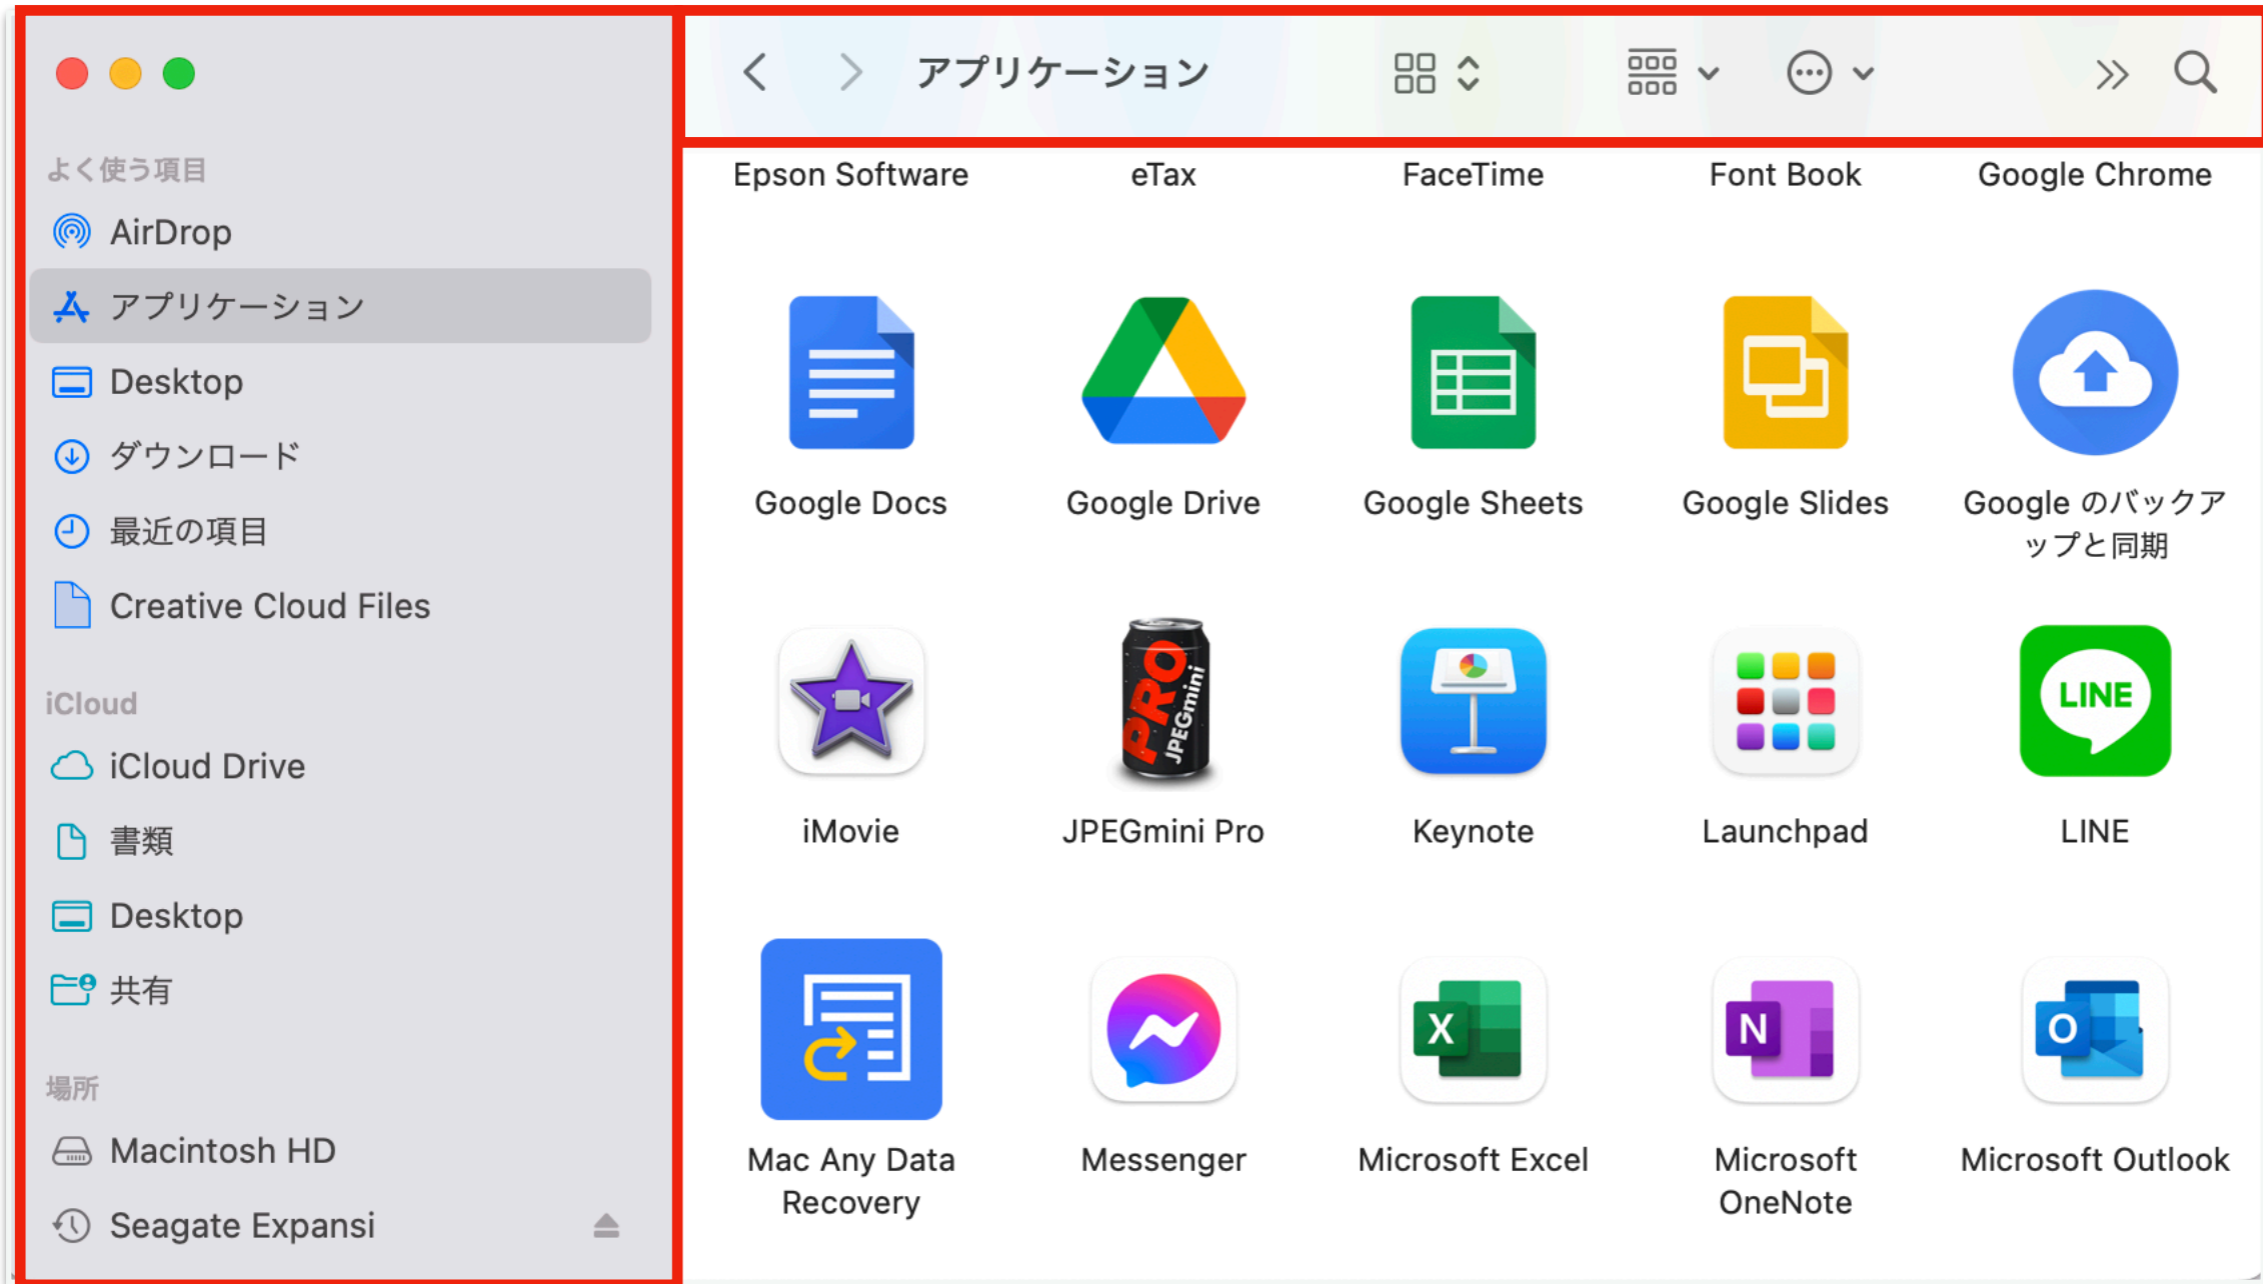 よく使う項目
AirDrop
アプリケーション
Desktop
ダウンロード
最近の項目
Creative Cloud Files
iCloud
iCloud Drive
書類
Desktop
共有
場所
Macintosh HD
Seagate Expansi
アプリケーション
Epson Software
eTax
FaceTime
Font Book
Google Chrome
Google Docs
Google Drive
Google Sheets
Google Slides
Google のバックア
ップと同期
PRO
JPEGmini
LINE
iMovie
JPEGmini Pro
Keynote
Launchpad
LINE
X
N
O
Mac Any Data
Recovery
Messenger
Microsoft Excel
Microsoft
OneNote
Microsoft Outlook